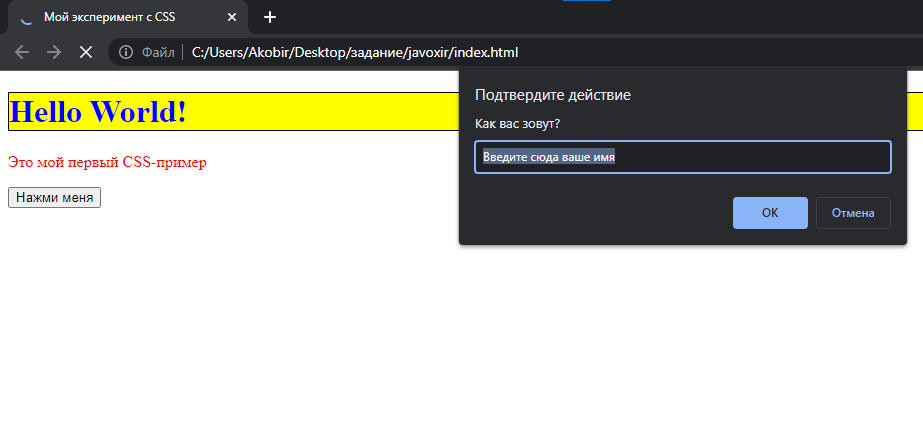 Мой эксперимент с CSS
Файл
C:/Users/Akobir/Desktop/задание/javoxir/index.html
Подтвердите действие
Как вас зовут?
Введите сюда ваше имя
ОК
Отмена
Hello World!
Это мой первый CSS-пример
Нажми меня